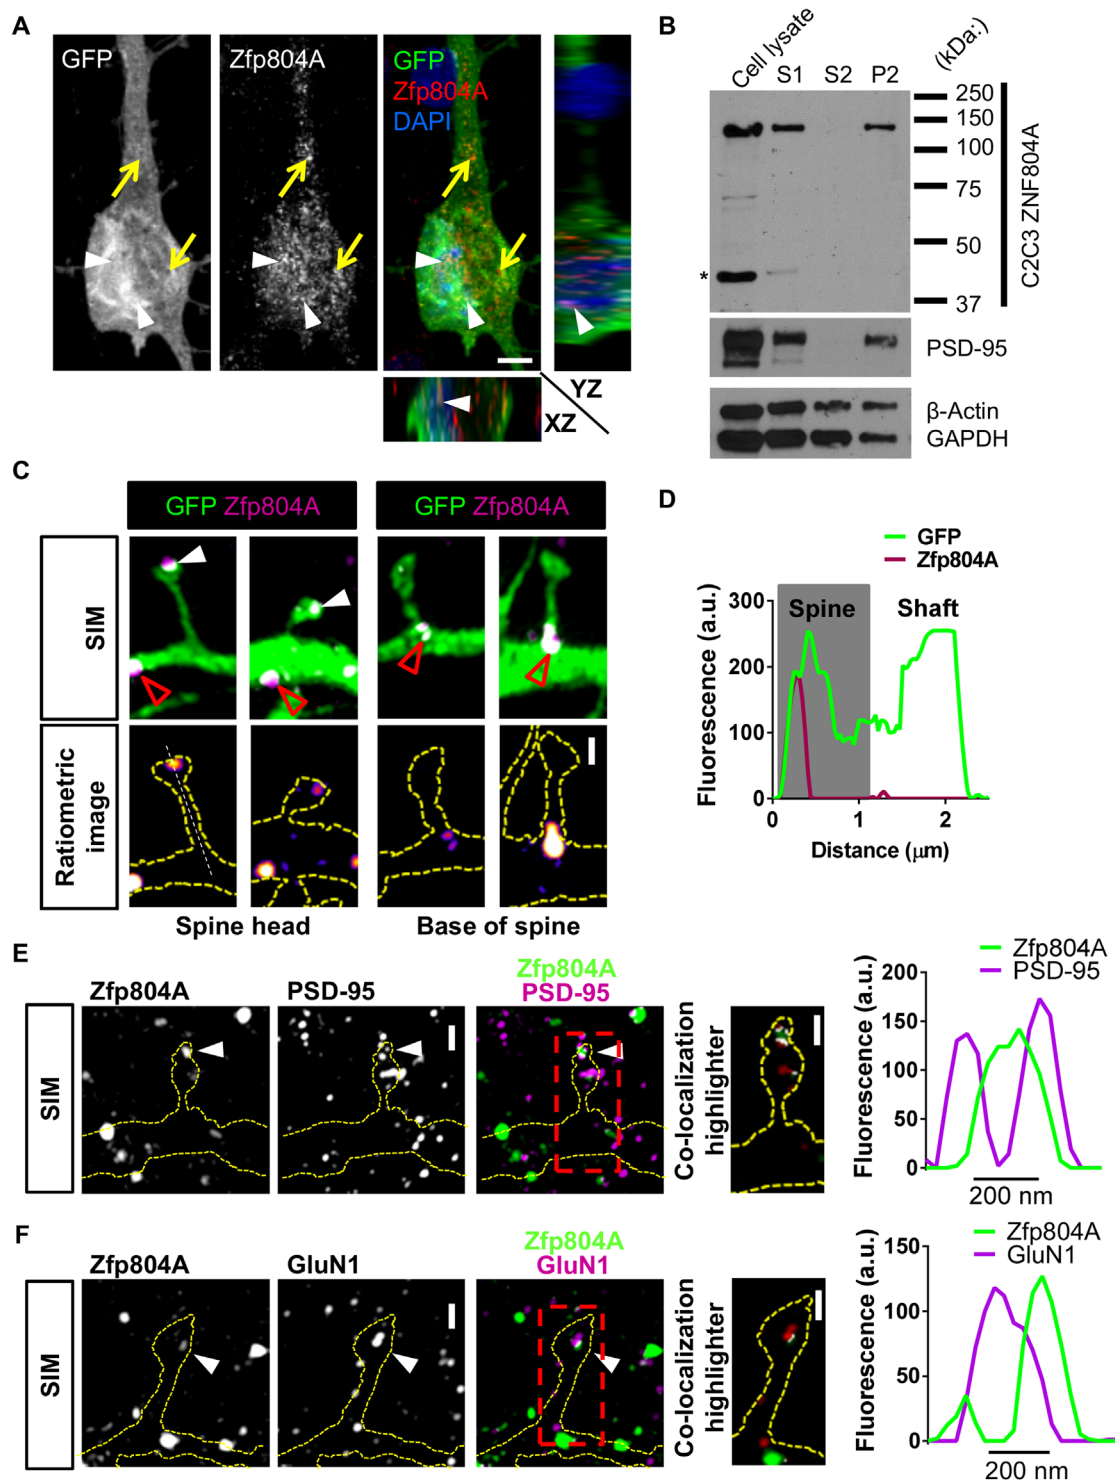 A
GFP
Zfp804A
GFP
Zfp804A
DAPI
YZ
XZ
B
Cell lysate
S1
S2
P2
(kDa:)
250
150
100
75
50
37
*
C2C3 ZNF804A
PSD-95
β-Actin
GAPDH
C
GFP Zfp804A
GFP Zfp804A
SIM
Ratiometric
image
Spine head
Base of spine
D
GFP
Zfp804A
Fluorescence (a.u.)
300
200
100
0
Spine
Shaft
0 1 2
Distance (μm)
E
SIM
Zfp804A
PSD-95
Zfp804A
PSD-95
Co-localization
highlighter
Zfp804A
PSD-95
Fluorescence (a.u.)
200
150
100
50
0
200 nm
F
SIM
Zfp804A
GluN1
Zfp804A
GluN1
Co-localization
highlighter
Zfp804A
GluN1
Fluorescence (a.u.)
150
100
50
0
200 nm